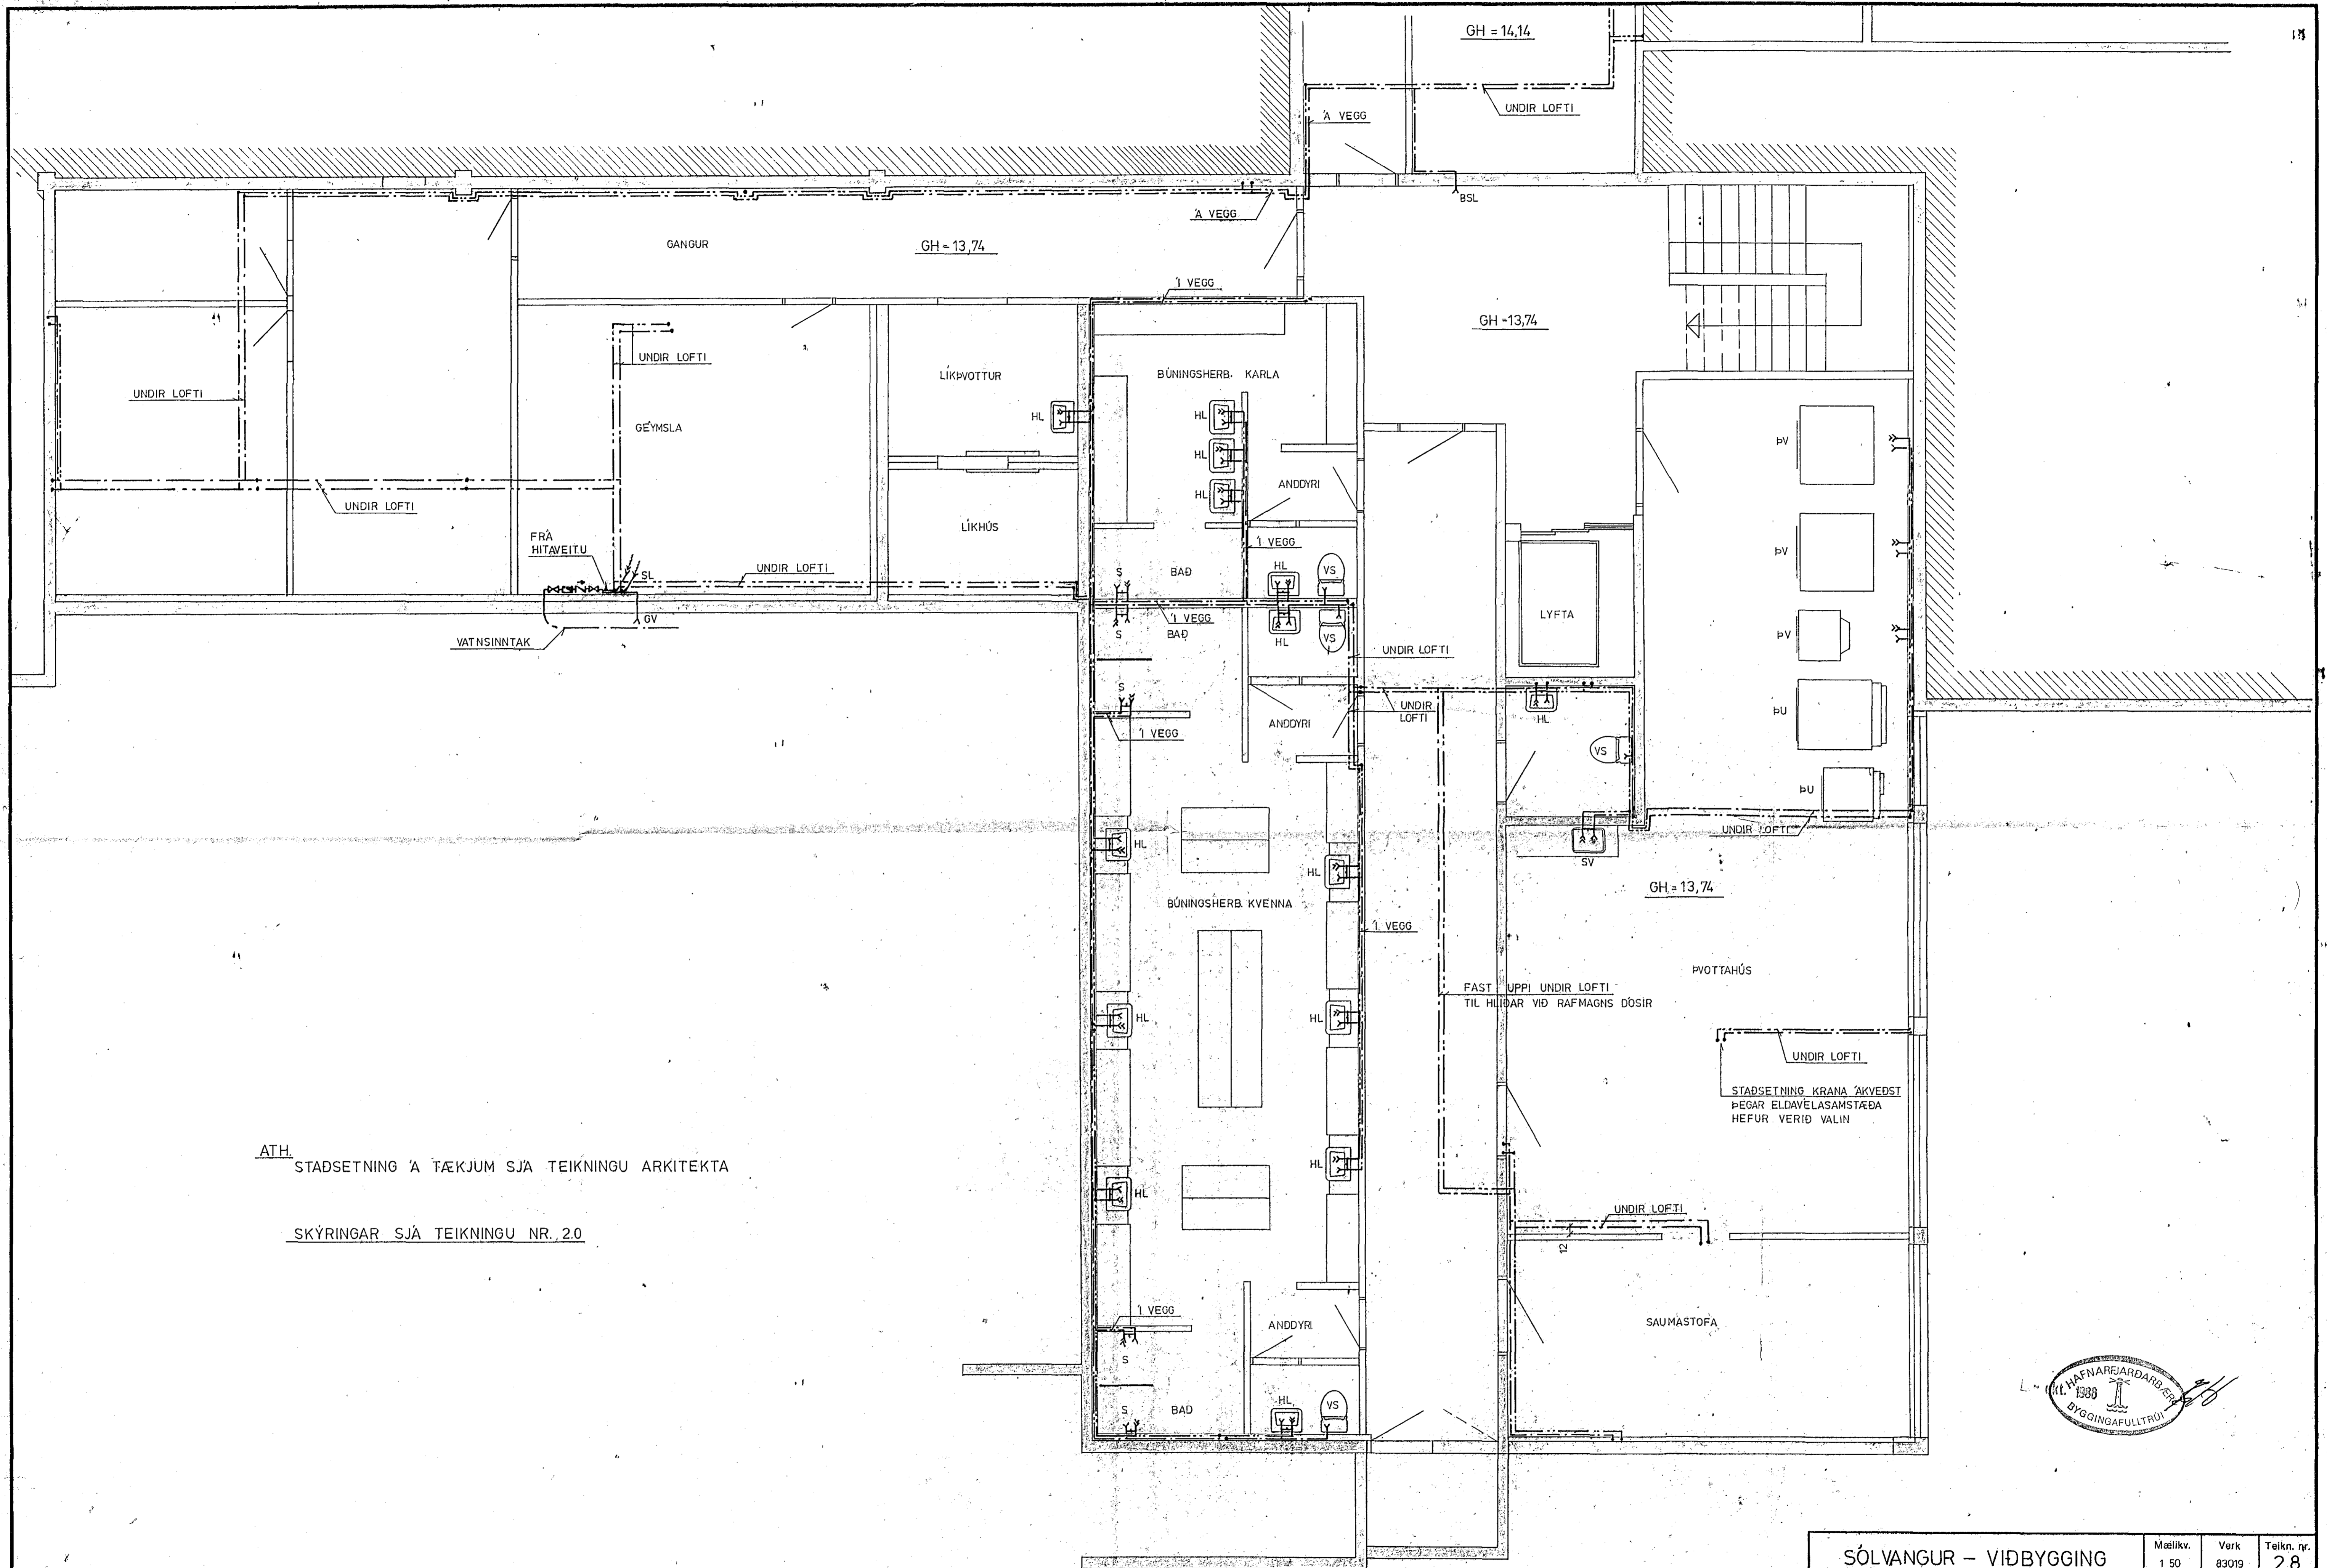 GH = 14,14
UNDIR LOFTI
Á VEGG
BSL
Á VEGG
GANGUR
GH = 13,74
Í VEGG
GH = 13,74
UNDIR LOFTI
UNDIR LOFTI
GEYMSLA
LÍKÞVOTTUR
HL
BÚNINGSHERB. KARLA
HL
HL
HL
ANDDYRI
ÞV
ÞV
ÞV
ÞU
ÞU
UNDIR LOFTI
LÍKHÚS
FRÁ
HITAVEITU
SL
UNDIR LOFTI
GV
VATNSINNTAK
Í VEGG
S
BAÐ
HL
VS
Í VEGG
S
BAÐ
HL
VS
LYFTA
UNDIR LOFTI
S
Í VEGG
ANDDYRI
UNDIR
LOFTI
HL
VS
UNDIR LOFTI
SV
GH = 13,74
HL
HL
BÚNINGSHERB. KVENNA
Í VEGG
ÞVOTTAHÚS
FAST UPPI UNDIR LOFTI
TIL HLIÐAR VIÐ RAFMAGNS DÓSIR
HL
HL
UNDIR LOFTI
STAÐSETNING KRANA ÁKVEÐST
ÞEGAR ELDAVÉLASAMSTÆÐA
HEFUR VERIÐ VALIN
ATH.
STAÐSETNING Á TÆKJUM SJÁ TEIKNINGU ARKITEKTA
SKÝRINGAR SJÁ TEIKNINGU NR. 2.0
HL
HL
UNDIR LOFTI
12
Í VEGG
S
ANDDYRI
SAUMASTOFA
S
BAÐ
HL
VS
HAFNARFJARÐARBÆR
1988
BYGGINGAFULLTRÚI
SÓLVANGUR – VIÐBYGGING
Mælikv.
1 50
Verk
83019
Teikn. nr.
2.8